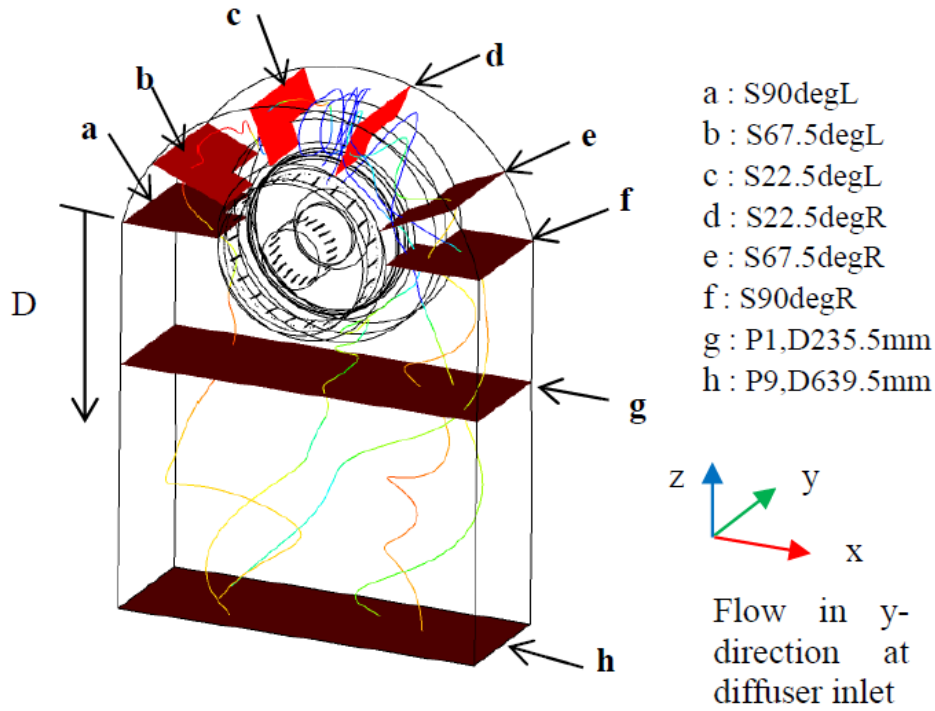 c
d
b
a
e
f
D
g
h
a : S90degL
b : S67.5degL
c : S22.5degL
d : S22.5degR
e : S67.5degR
f : S90degR
g : P1,D235.5mm
h : P9,D639.5mm
z
y
x
Flow in y-
direction at
diffuser inlet